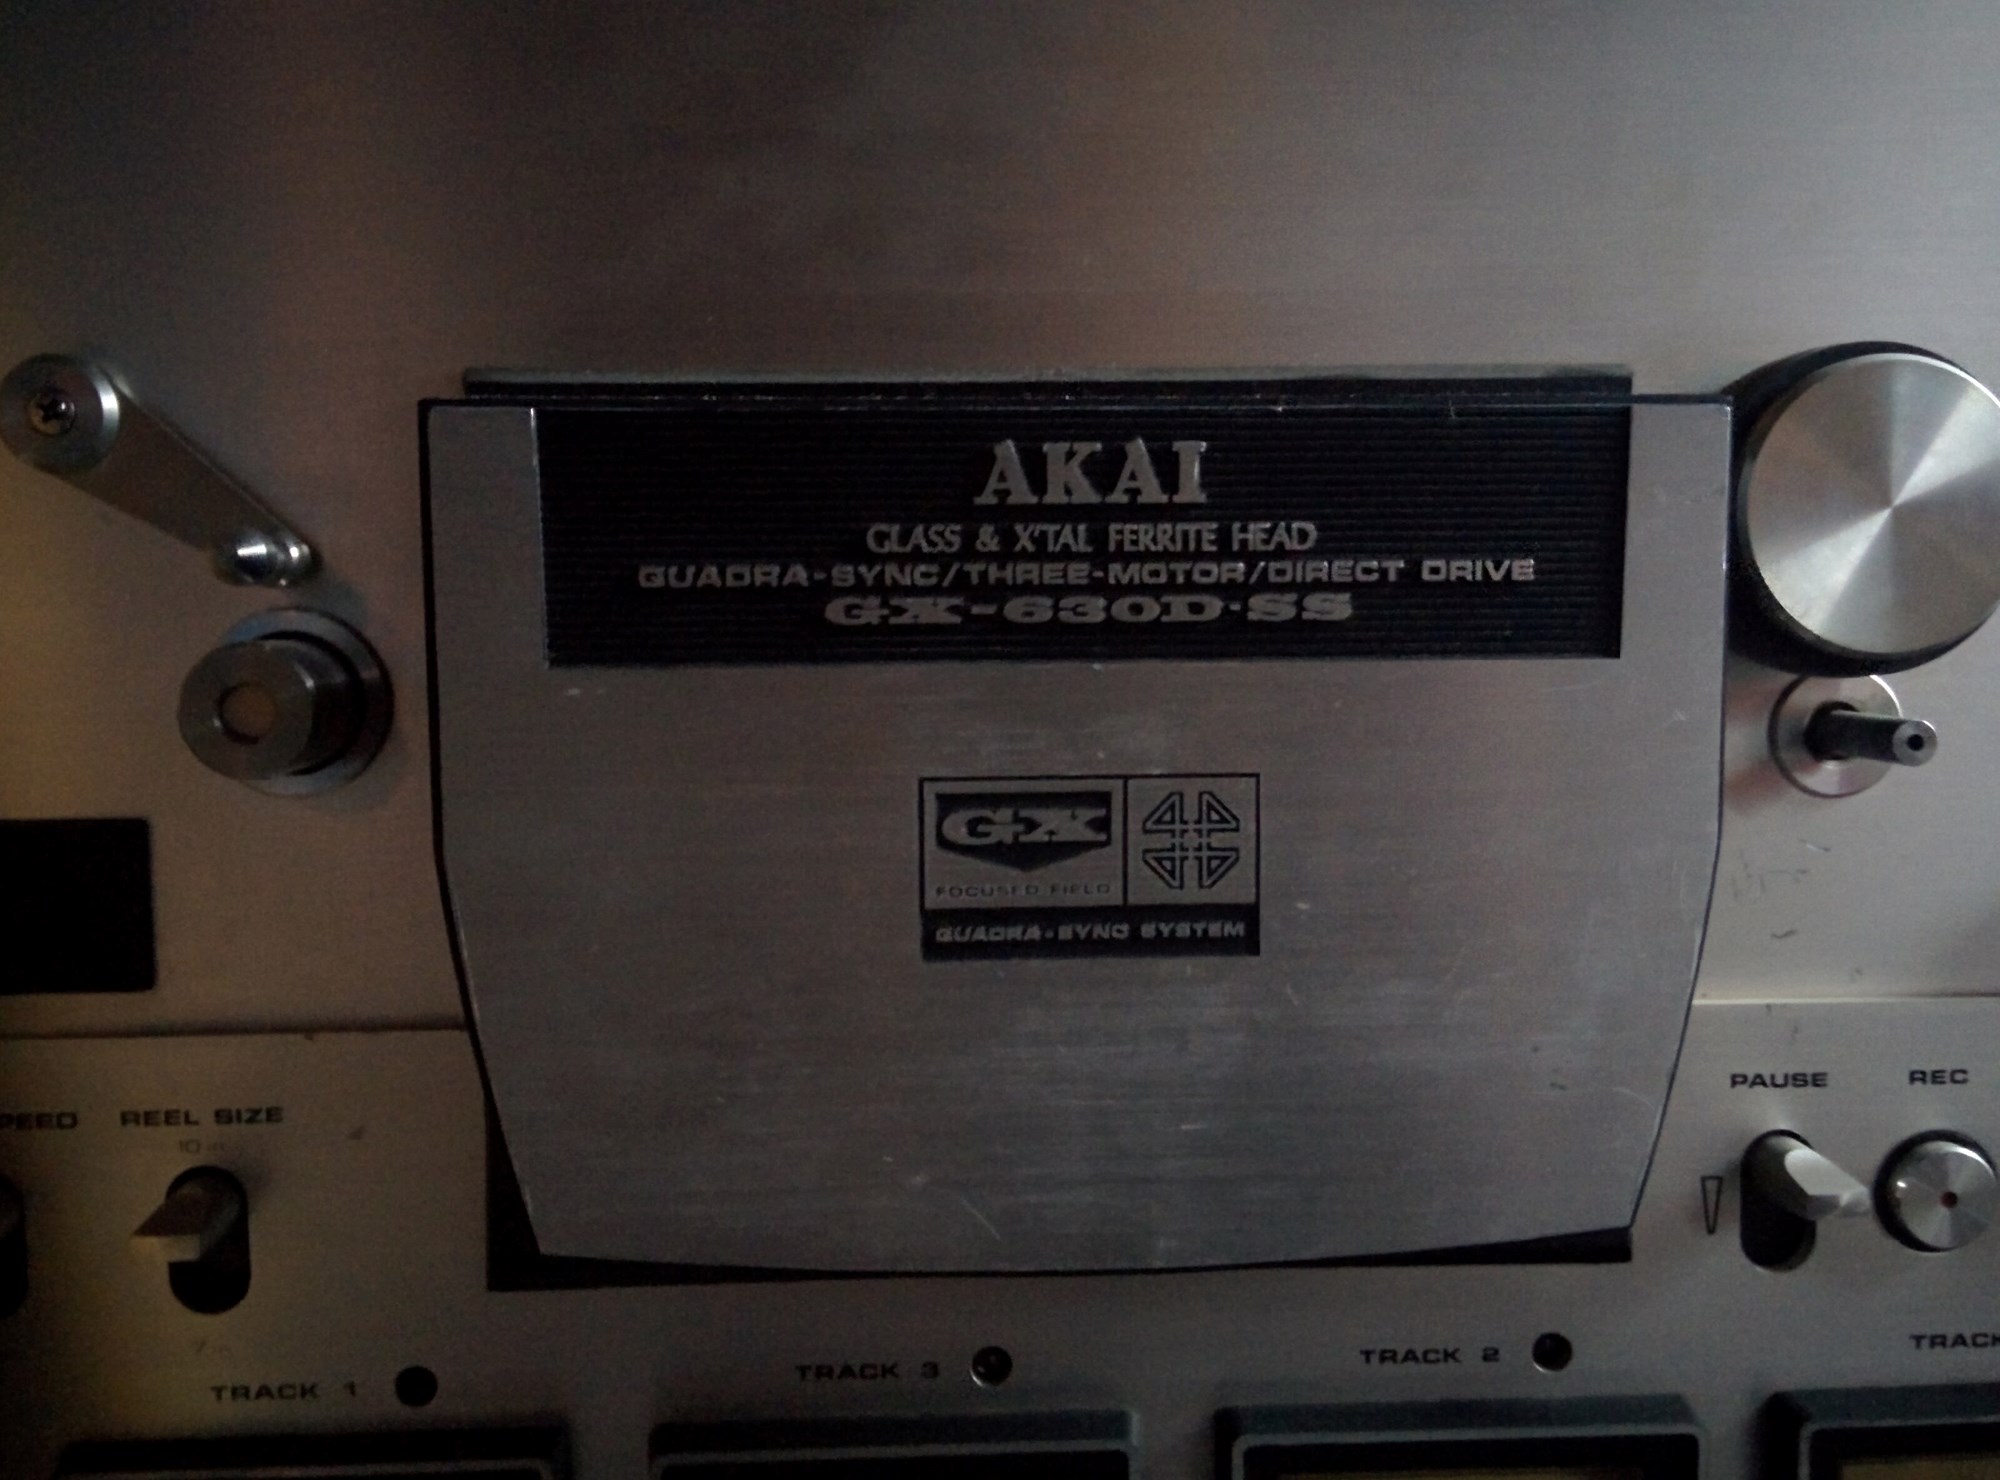 AKAI
GLASS & X'TAL FERRITE HEAD
QUADRA-SYNC/THREE-MOTOR/DIRECT DRIVE
GX-630D·SS
GX
FOCUSED FIELD
QUADRA-SYNC SYSTEM
PAUSE
REC
REEL SIZE
10
TRACK 1
TRACK 3
TRACK 2
TRACK